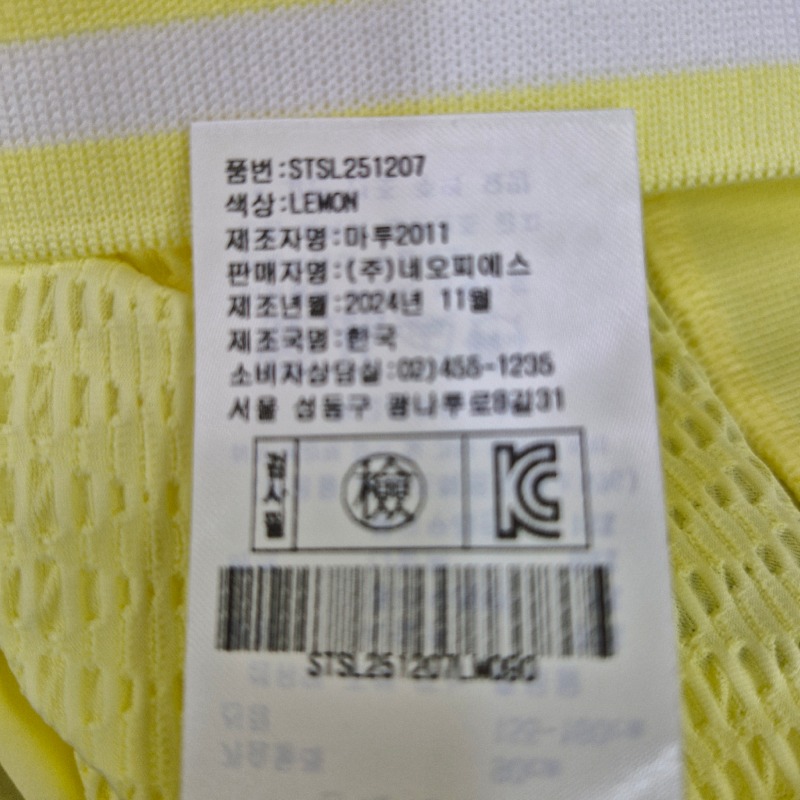 품번:STSL251207
색상:LEMON
제조자명:마투2011
판매자명:(주)네오피에스
제조년월:2024년 11월
제조국명:한국
소비자상담실:02)455-1235
서울 성동구 광나루로8길31
검사필
檢
KC
STSL251207LM090